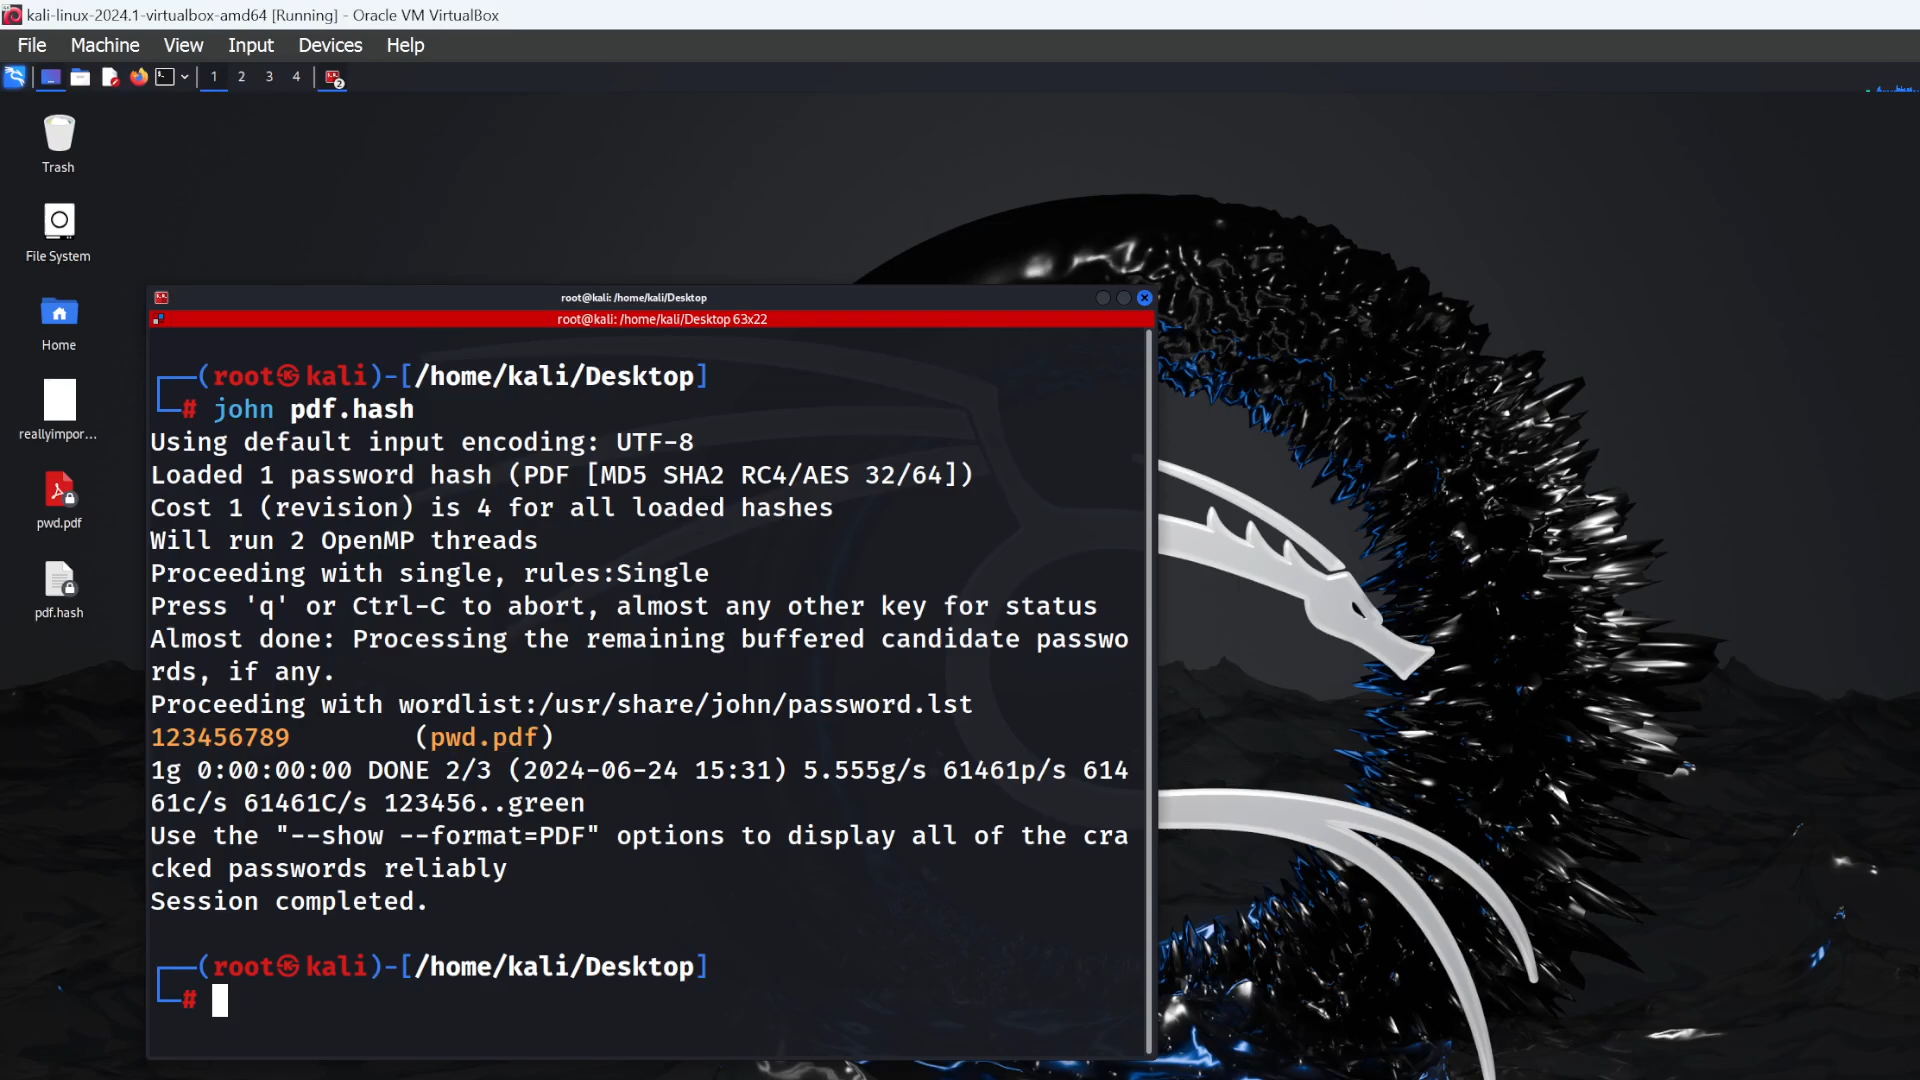 kali-linux-2024.1-virtualbox-amd64 [Running] - Oracle VM VirtualBox
File Machine View Input Devices Help
1 2 3 4 2
Trash
File System
Home
reallyimpor...
pwd.pdf
pdf.hash
root@kali: /home/kali/Desktop
root@kali: /home/kali/Desktop 63x22
┌──(root㉿kali)-[/home/kali/Desktop]
└─# john pdf.hash
Using default input encoding: UTF-8
Loaded 1 password hash (PDF [MD5 SHA2 RC4/AES 32/64])
Cost 1 (revision) is 4 for all loaded hashes
Will run 2 OpenMP threads
Proceeding with single, rules:Single
Press 'q' or Ctrl-C to abort, almost any other key for status
Almost done: Processing the remaining buffered candidate passwo
rds, if any.
Proceeding with wordlist:/usr/share/john/password.lst
123456789        (pwd.pdf)
1g 0:00:00:00 DONE 2/3 (2024-06-24 15:31) 5.555g/s 61461p/s 614
61c/s 61461C/s 123456..green
Use the "--show --format=PDF" options to display all of the cra
cked passwords reliably
Session completed.
┌──(root㉿kali)-[/home/kali/Desktop]
└─#